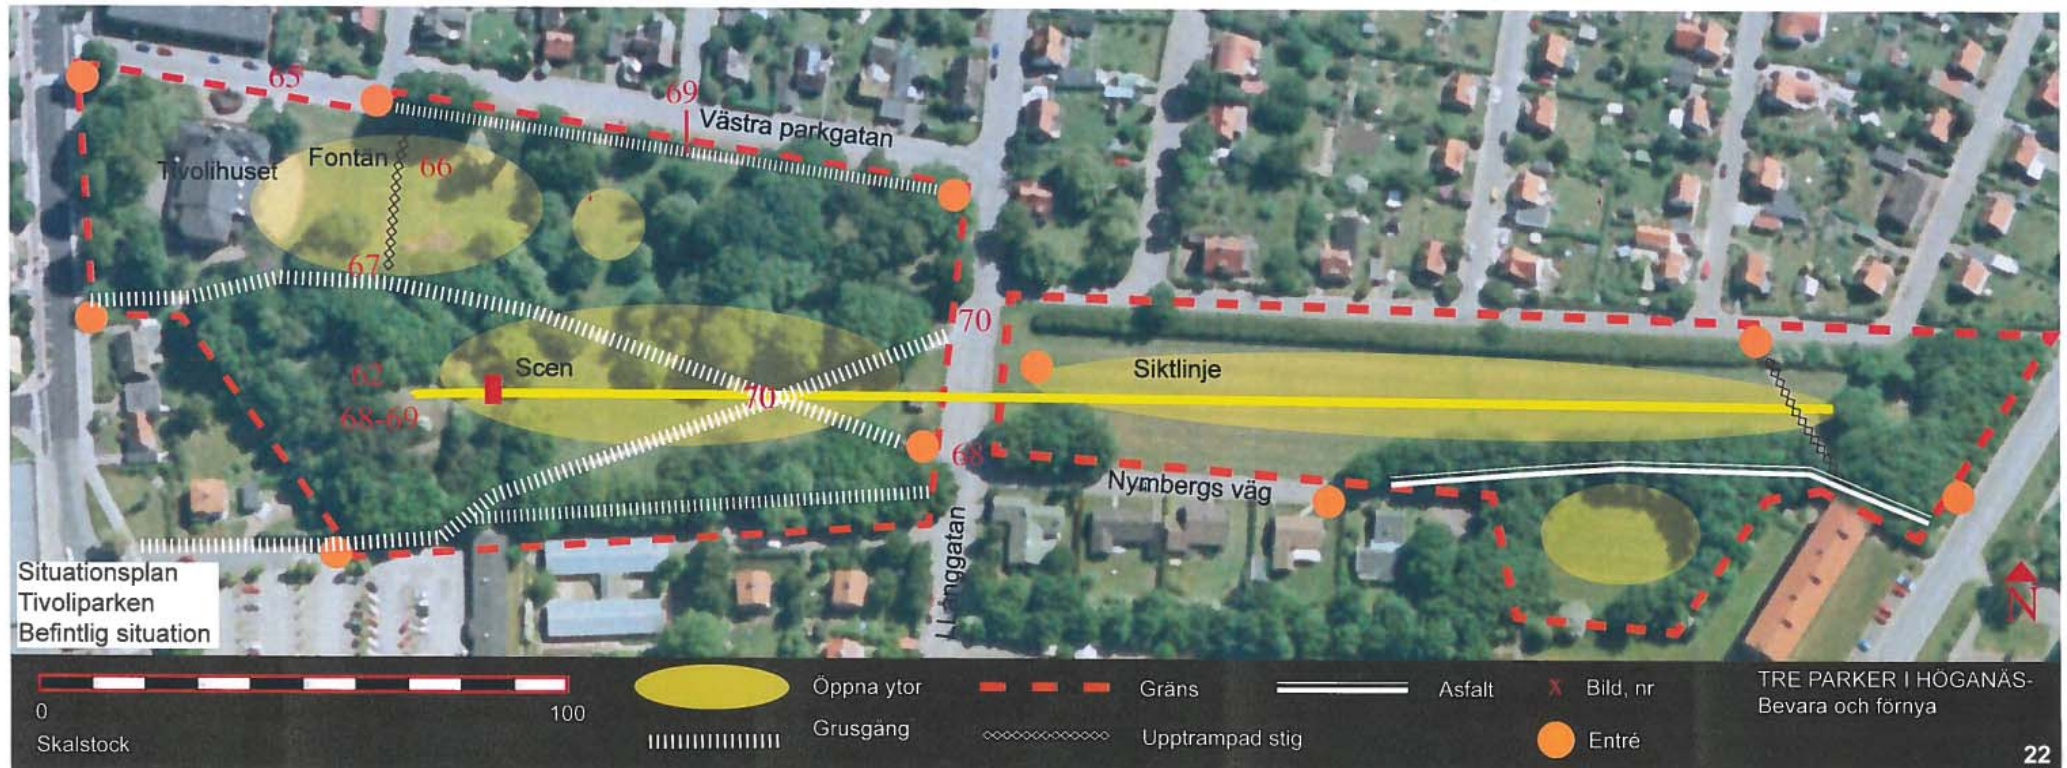 65
69
Västra parkgatan
Tivolihuset
Fontän
66
67
70
62
Scen
Siktlinje
68-69
70
68
Nymbergs väg
Långgatan
Situationsplan
Tivoliparken
Befintlig situation
N
0
100
Skalstock
Öppna ytor
Grusgång
Gräns
Upptrampad stig
Asfalt
X Bild, nr
Entré
TRE PARKER I HÖGANÄS-
Bevara och förnya
22